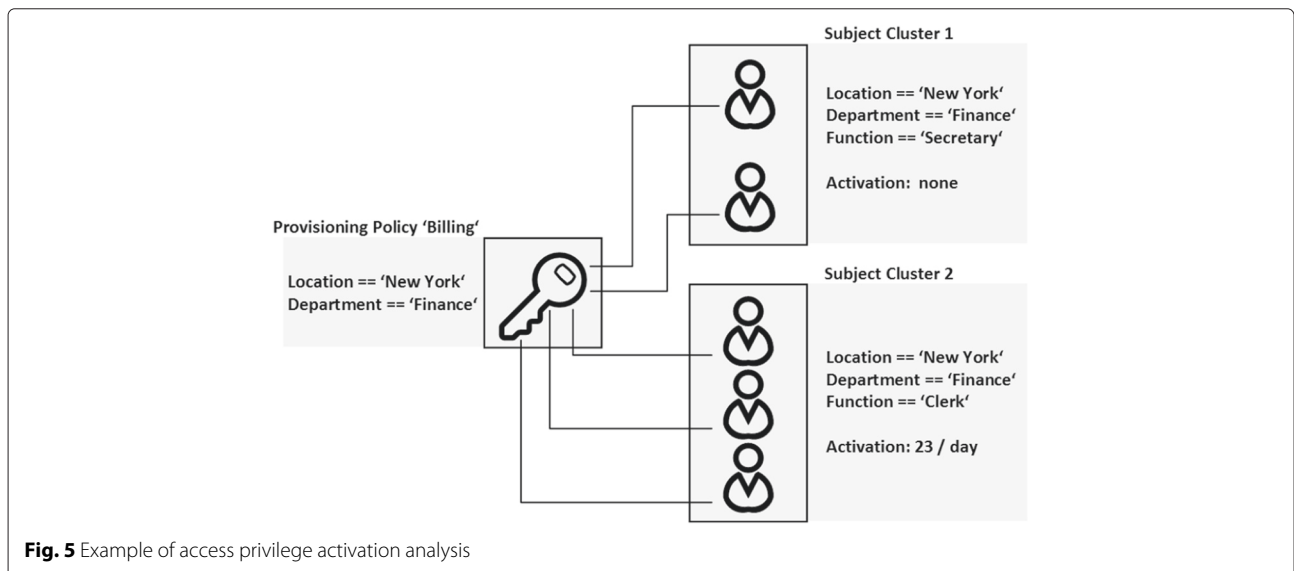 Subject Cluster 1
Location == ‘New York‘
Department == ‘Finance‘
Function == ‘Secretary‘
Activation: none
Provisioning Policy ‘Billing‘
Location == ‘New York‘
Department == ‘Finance‘
Subject Cluster 2
Location == ‘New York‘
Department == ‘Finance‘
Function == ‘Clerk‘
Activation: 23 / day
Fig. 5 Example of access privilege activation analysis